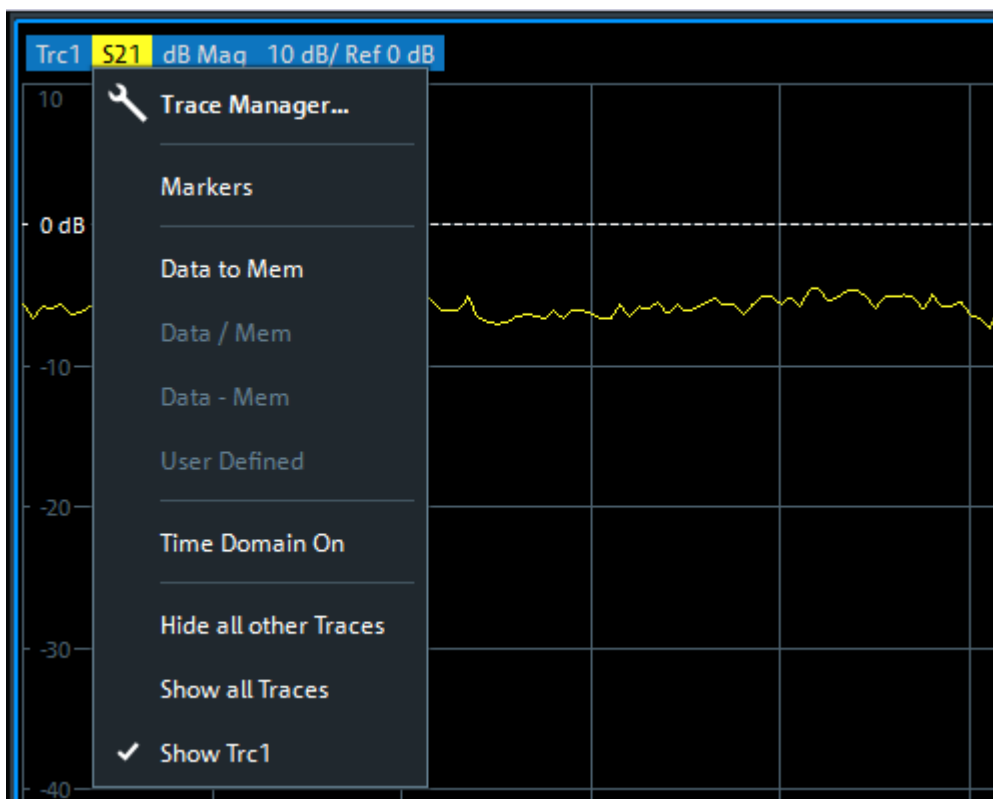 Trc1 S21 dB Mag 10 dB/ Ref 0 dB
10
Trace Manager...
Markers
0 dB
Data to Mem
Data / Mem
-10
Data - Mem
User Defined
-20
Time Domain On
Hide all other Traces
-30
Show all Traces
Show Trc1
-40